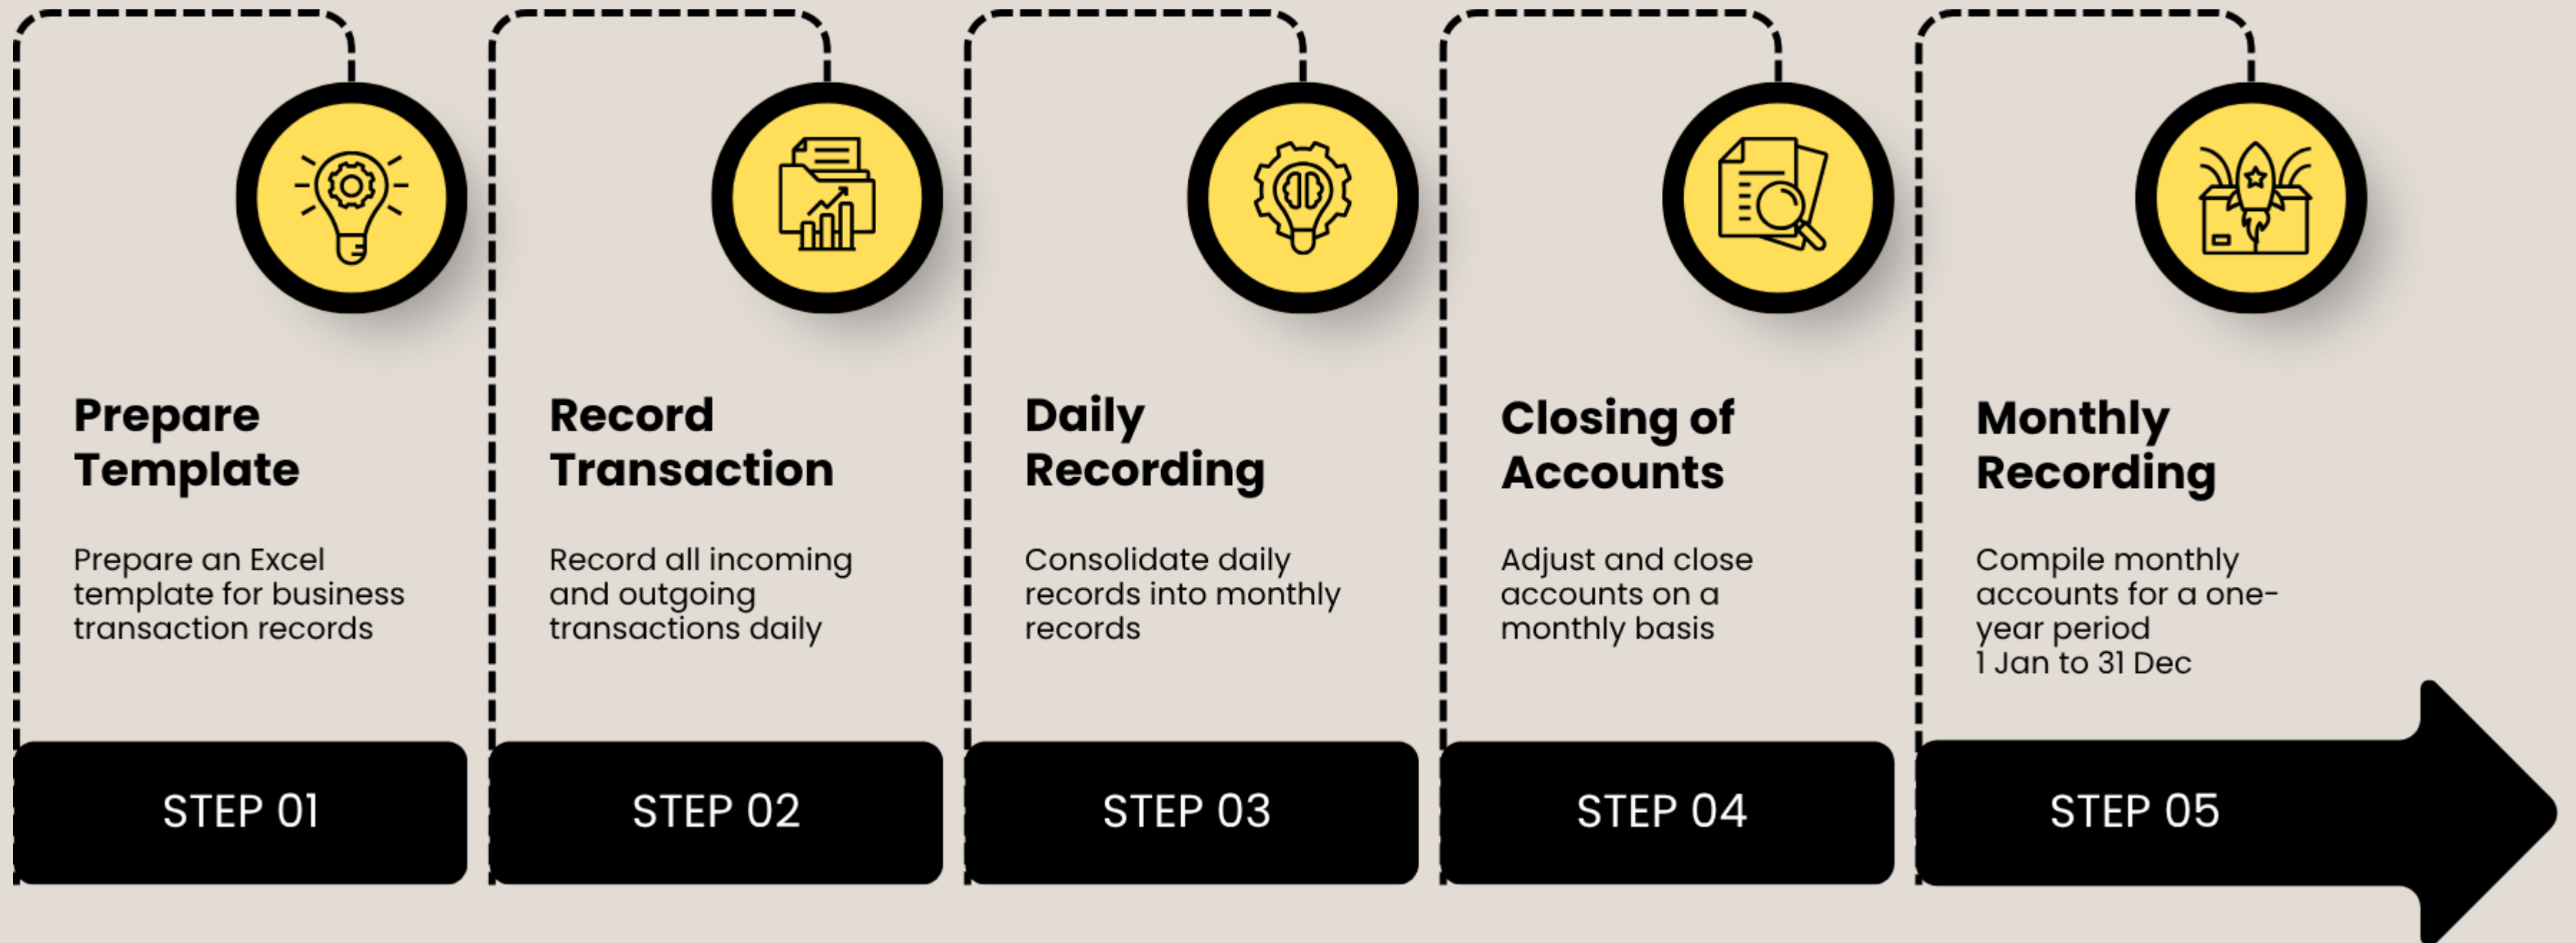 Prepare
Template
Prepare an Excel
template for business
transaction records
STEP 01
Record
Transaction
Record all incoming
and outgoing
transactions daily
STEP 02
Daily
Recording
Consolidate daily
records into monthly
records
STEP 03
Closing of
Accounts
Adjust and close
accounts on a
monthly basis
STEP 04
Monthly
Recording
Compile monthly
accounts for a one-
year period
1 Jan to 31 Dec
STEP 05